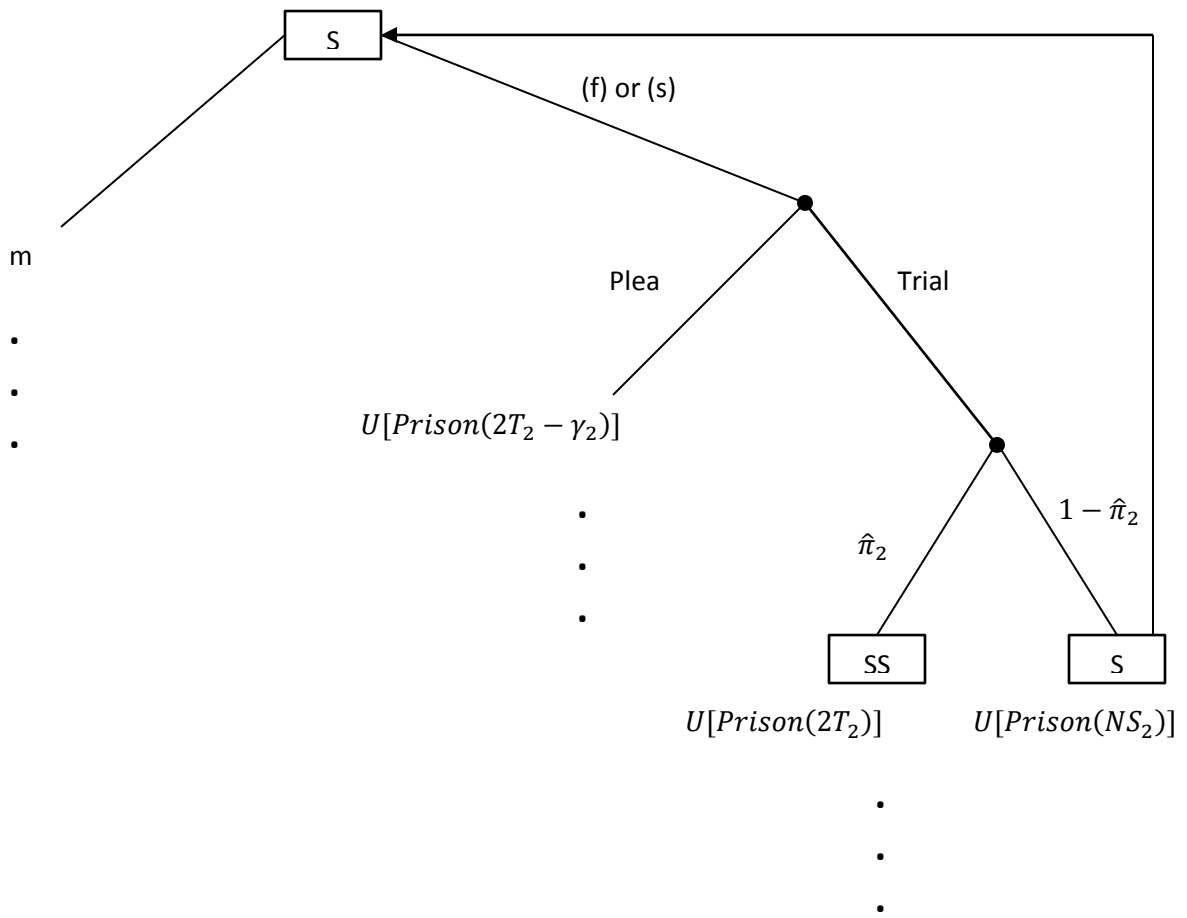 S
(f) or (s)
m
Plea
Trial
𝑈[𝑃𝑟𝑖𝑠𝑜𝑛(2𝑇₂ − 𝛾₂)]
𝜋̂₂
1 − 𝜋̂₂
SS
S
𝑈[𝑃𝑟𝑖𝑠𝑜𝑛(2𝑇₂)]
𝑈[𝑃𝑟𝑖𝑠𝑜𝑛(𝑁𝑆₂)]